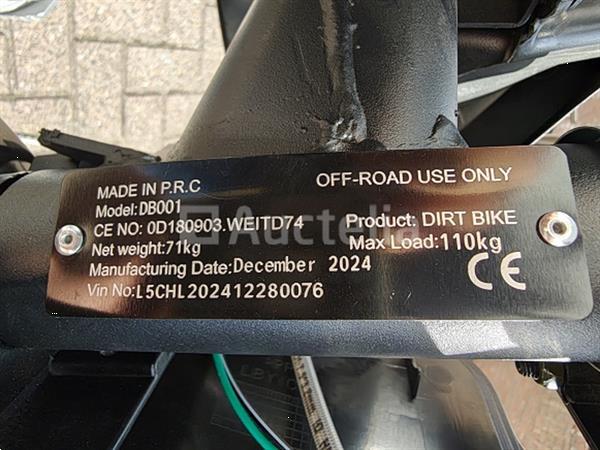 MADE IN P.R.C
OFF-ROAD USE ONLY
Model:DB001
CE NO: 0D180903.WEITD74
Product: DIRT BIKE
Net weight:71kg
Max Load:110kg
Manufacturing Date:December 2024
CE
Vin No:L5CHL202412280076
Auctelia